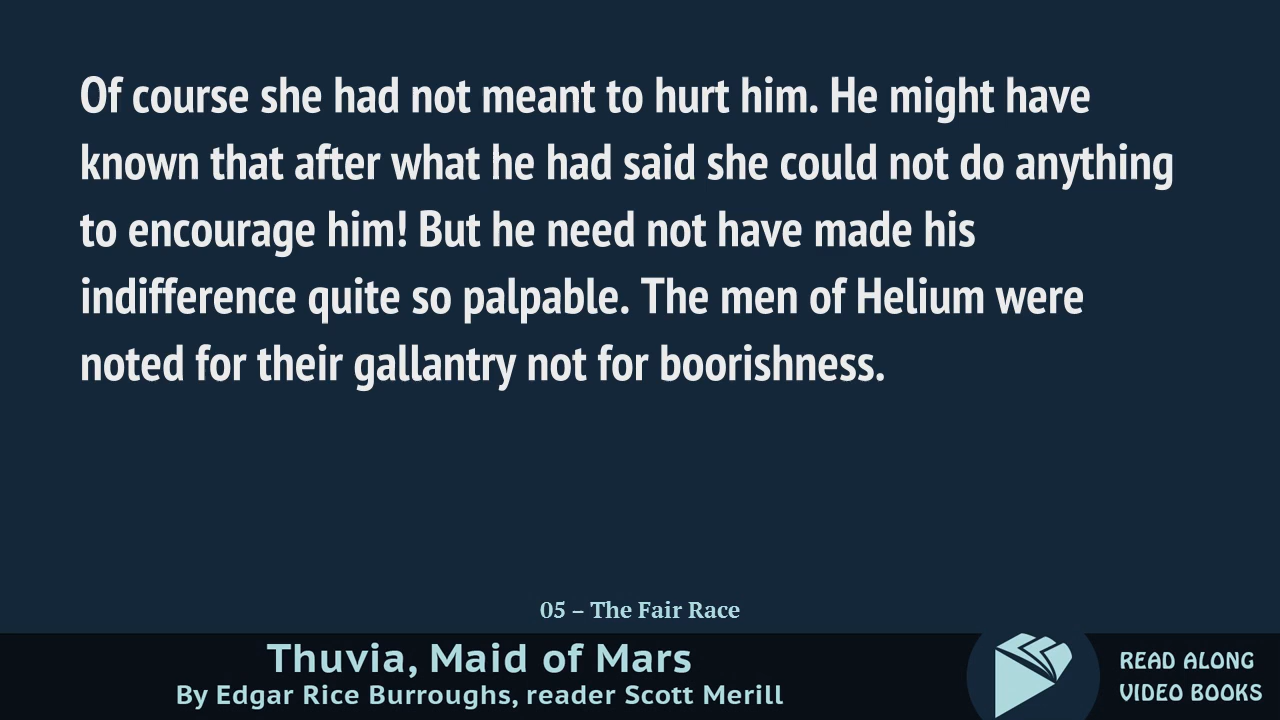 Of course she had not meant to hurt him. He might have
known that after what he had said she could not do anything
to encourage him! But he need not have made his
indifference quite so palpable. The men of Helium were
noted for their gallantry not for boorishness.
05 – The Fair Race
Thuvia, Maid of Mars
By Edgar Rice Burroughs, reader Scott Merill
READ ALONG
VIDEO BOOKS